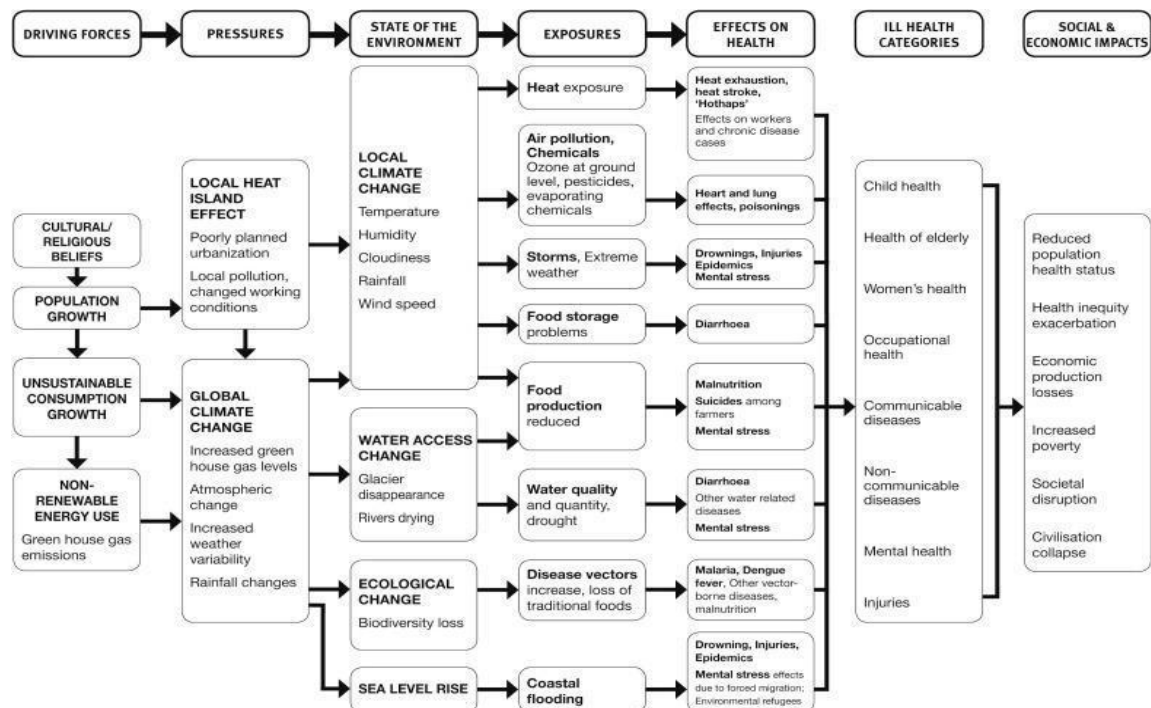 DRIVING FORCES
PRESSURES
STATE OF THE
ENVIRONMENT
EXPOSURES
EFFECTS ON
HEALTH
ILL HEALTH
CATEGORIES
SOCIAL &
ECONOMIC IMPACTS
CULTURAL/
RELIGIOUS
BELIEFS
POPULATION
GROWTH
UNSUSTAINABLE
CONSUMPTION
GROWTH
NON-
RENEWABLE
ENERGY USE
Green house gas
emissions
LOCAL HEAT
ISLAND
EFFECT
Poorly planned
urbanization
Local pollution,
changed working
conditions
GLOBAL
CLIMATE
CHANGE
Increased green
house gas levels
Atmospheric
change
Increased
weather
variability
Rainfall changes
LOCAL
CLIMATE
CHANGE
Temperature
Humidity
Cloudiness
Rainfall
Wind speed
WATER ACCESS
CHANGE
Glacier
disappearance
Rivers drying
ECOLOGICAL
CHANGE
Biodiversity loss
SEA LEVEL RISE
Heat exposure
Air pollution,
Chemicals
Ozone at ground
level, pesticides,
evaporating
chemicals
Storms, Extreme
weather
Food storage
problems
Food
production
reduced
Water quality
and quantity,
drought
Disease vectors
increase, loss of
traditional foods
Coastal
flooding
Heat exhaustion,
heat stroke,
'Hothaps'
Effects on workers
and chronic disease
cases
Heart and lung
effects, poisonings
Drownings, Injuries
Epidemics
Mental stress
Diarrhoea
Malnutrition
Suicides among
farmers
Mental stress
Diarrhoea
Other water related
diseases
Mental stress
Malaria, Dengue
fever, Other vector-
borne diseases,
malnutrition
Drowning, Injuries,
Epidemics
Mental stress effects
due to forced migration;
Environmental refugees
Child health
Health of elderly
Women's health
Occupational
health
Communicable
diseases
Non-
communicable
diseases
Mental health
Injuries
Reduced
population
health status
Health inequity
exacerbation
Economic
production
losses
Increased
poverty
Societal
disruption
Civilisation
collapse